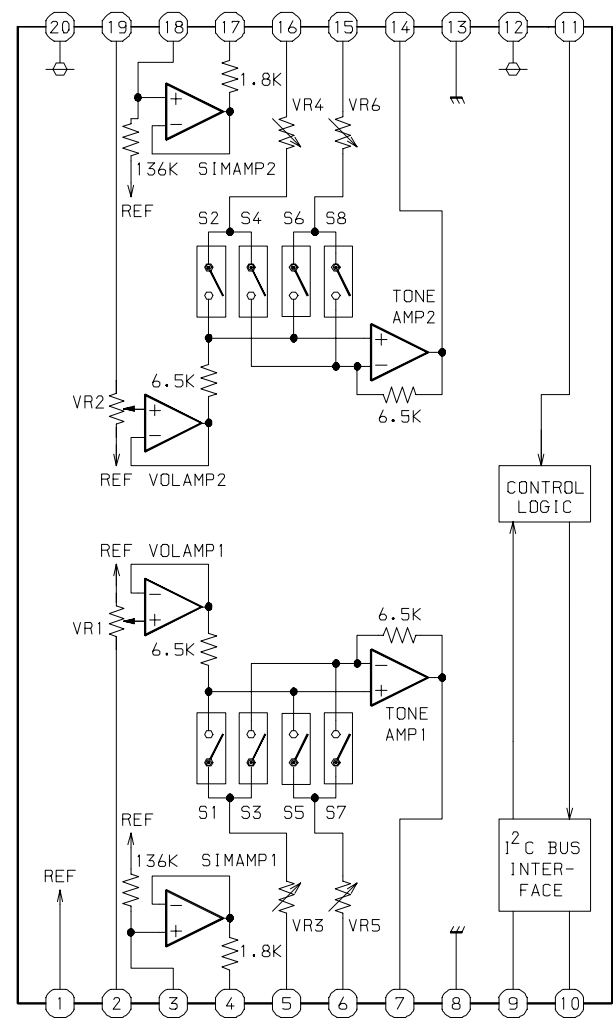 20 19 18 17 16 15 14 13 12 11
1.8K
VR4 VR6
136K SIMAMP2
REF
S2 S4 S6 S8
TONE
AMP2
6.5K
VR2
6.5K
REF VOLAMP2
CONTROL
LOGIC
REF VOLAMP1
VR1
6.5K
6.5K
TONE
AMP1
S1 S3 S5 S7
REF
I2C BUS
INTER-
FACE
136K SIMAMP1
REF
VR3 VR5
1.8K
1 2 3 4 5 6 7 8 9 10